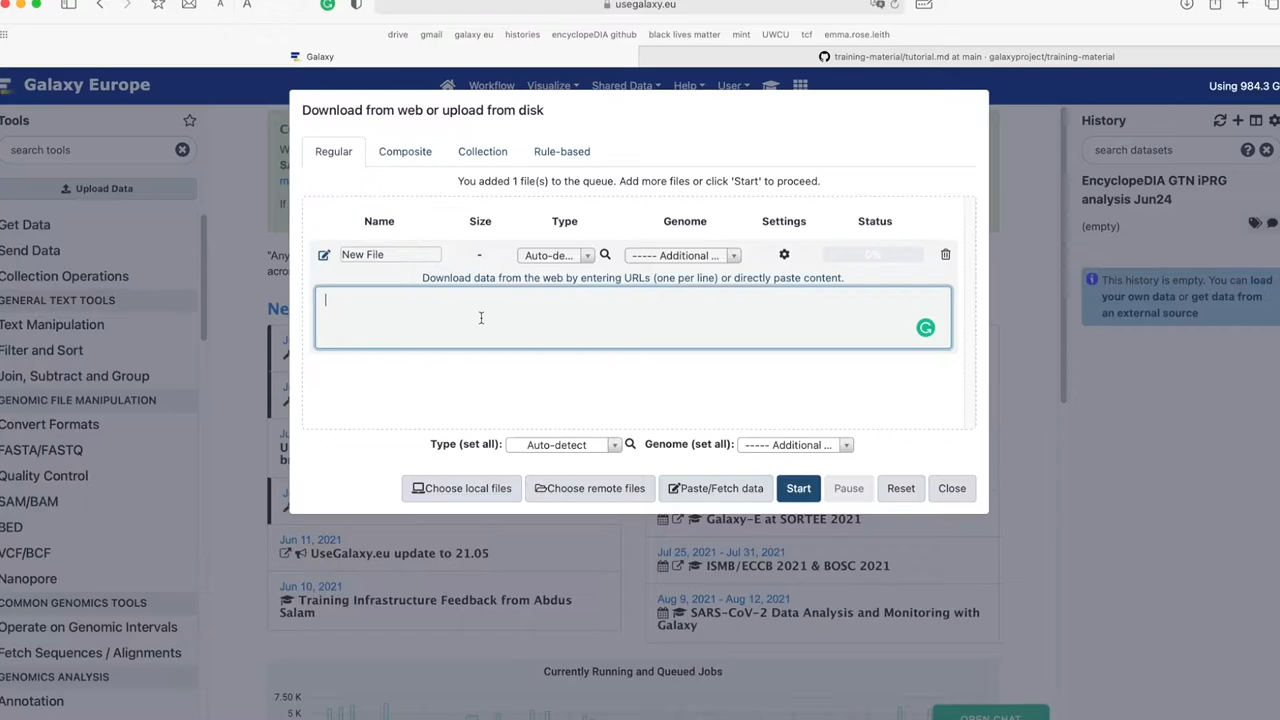 usegalaxy.eu
drive gmail galaxy eu histories encyclopeDIA github black lives matter mint UWCU tcf emma.rose.leith
Galaxy
training-material/tutorial.md at main · galaxyproject/training-material
Galaxy Europe
Workflow Visualize Shared Data Help User
Using 984.3 G
Tools
search tools
Upload Data
Get Data
Send Data
Collection Operations
GENERAL TEXT TOOLS
Text Manipulation
Filter and Sort
Join, Subtract and Group
GENOMIC FILE MANIPULATION
Convert Formats
FASTA/FASTQ
Quality Control
SAM/BAM
BED
VCF/BCF
Nanopore
COMMON GENOMICS TOOLS
Operate on Genomic Intervals
Fetch Sequences / Alignments
GENOMICS ANALYSIS
Annotation
Download from web or upload from disk
Regular Composite Collection Rule-based
You added 1 file(s) to the queue. Add more files or click 'Start' to proceed.
Name Size Type Genome Settings Status
New File - Auto-de... ----- Additional ... 0%
Download data from the web by entering URLs (one per line) or directly paste content.
Type (set all): Auto-detect Genome (set all): ----- Additional ...
Choose local files Choose remote files Paste/Fetch data Start Pause Reset Close
Jun 11, 2021
UseGalaxy.eu update to 21.05
Jun 10, 2021
Training Infrastructure Feedback from Abdus
Salam
Galaxy-E at SORTEE 2021
Jul 25, 2021 - Jul 31, 2021
ISMB/ECCB 2021 & BOSC 2021
Aug 9, 2021 - Aug 12, 2021
SARS-CoV-2 Data Analysis and Monitoring with
Galaxy
Currently Running and Queued Jobs
7.50 K
5 K
History
search datasets
EncyclopeDIA GTN iPRG
analysis Jun24
(empty)
This history is empty. You can load
your own data or get data from
an external source
OPEN CHAT